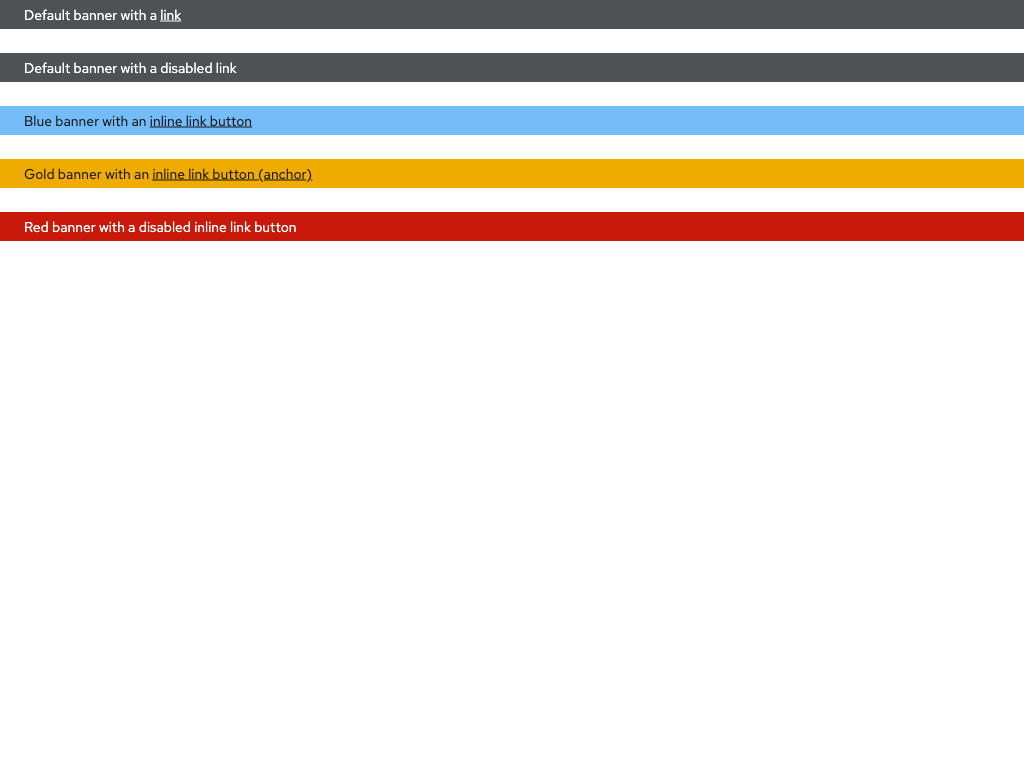 Default banner with a link
Default banner with a disabled link
Blue banner with an inline link button
Gold banner with an inline link button (anchor)
Red banner with a disabled inline link button